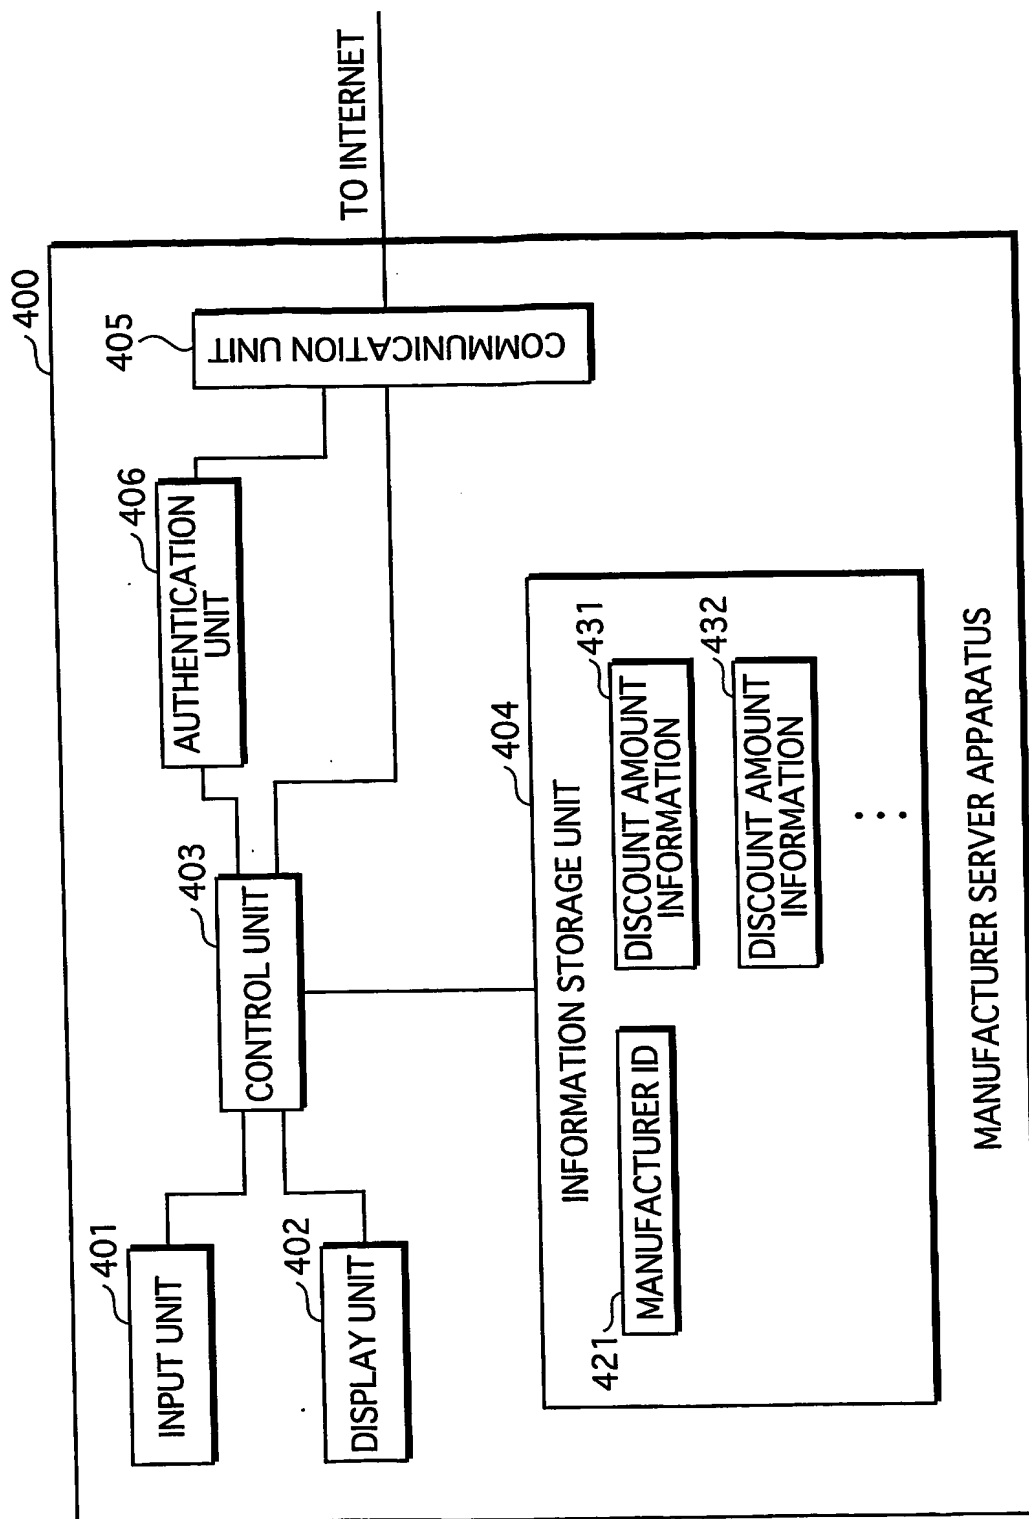 400
TO INTERNET
405
COMMUNICATION UNIT
406
AUTHENTICATION
UNIT
403
CONTROL UNIT
401
INPUT UNIT
402
DISPLAY UNIT
404
INFORMATION STORAGE UNIT
421
MANUFACTURER ID
431
DISCOUNT AMOUNT
INFORMATION
432
DISCOUNT AMOUNT
INFORMATION
...
MANUFACTURER SERVER APPARATUS